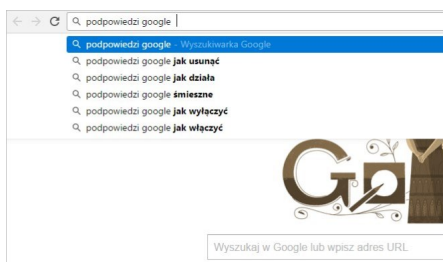 podpowiedzi google
podpowiedzi google - Wyszukiwarka Google
podpowiedzi google jak usunąć
podpowiedzi google jak działa
podpowiedzi google śmieszne
podpowiedzi google jak wyłączyć
podpowiedzi google jak włączyć
Go
Wyszukaj w Google lub wpisz adres URL